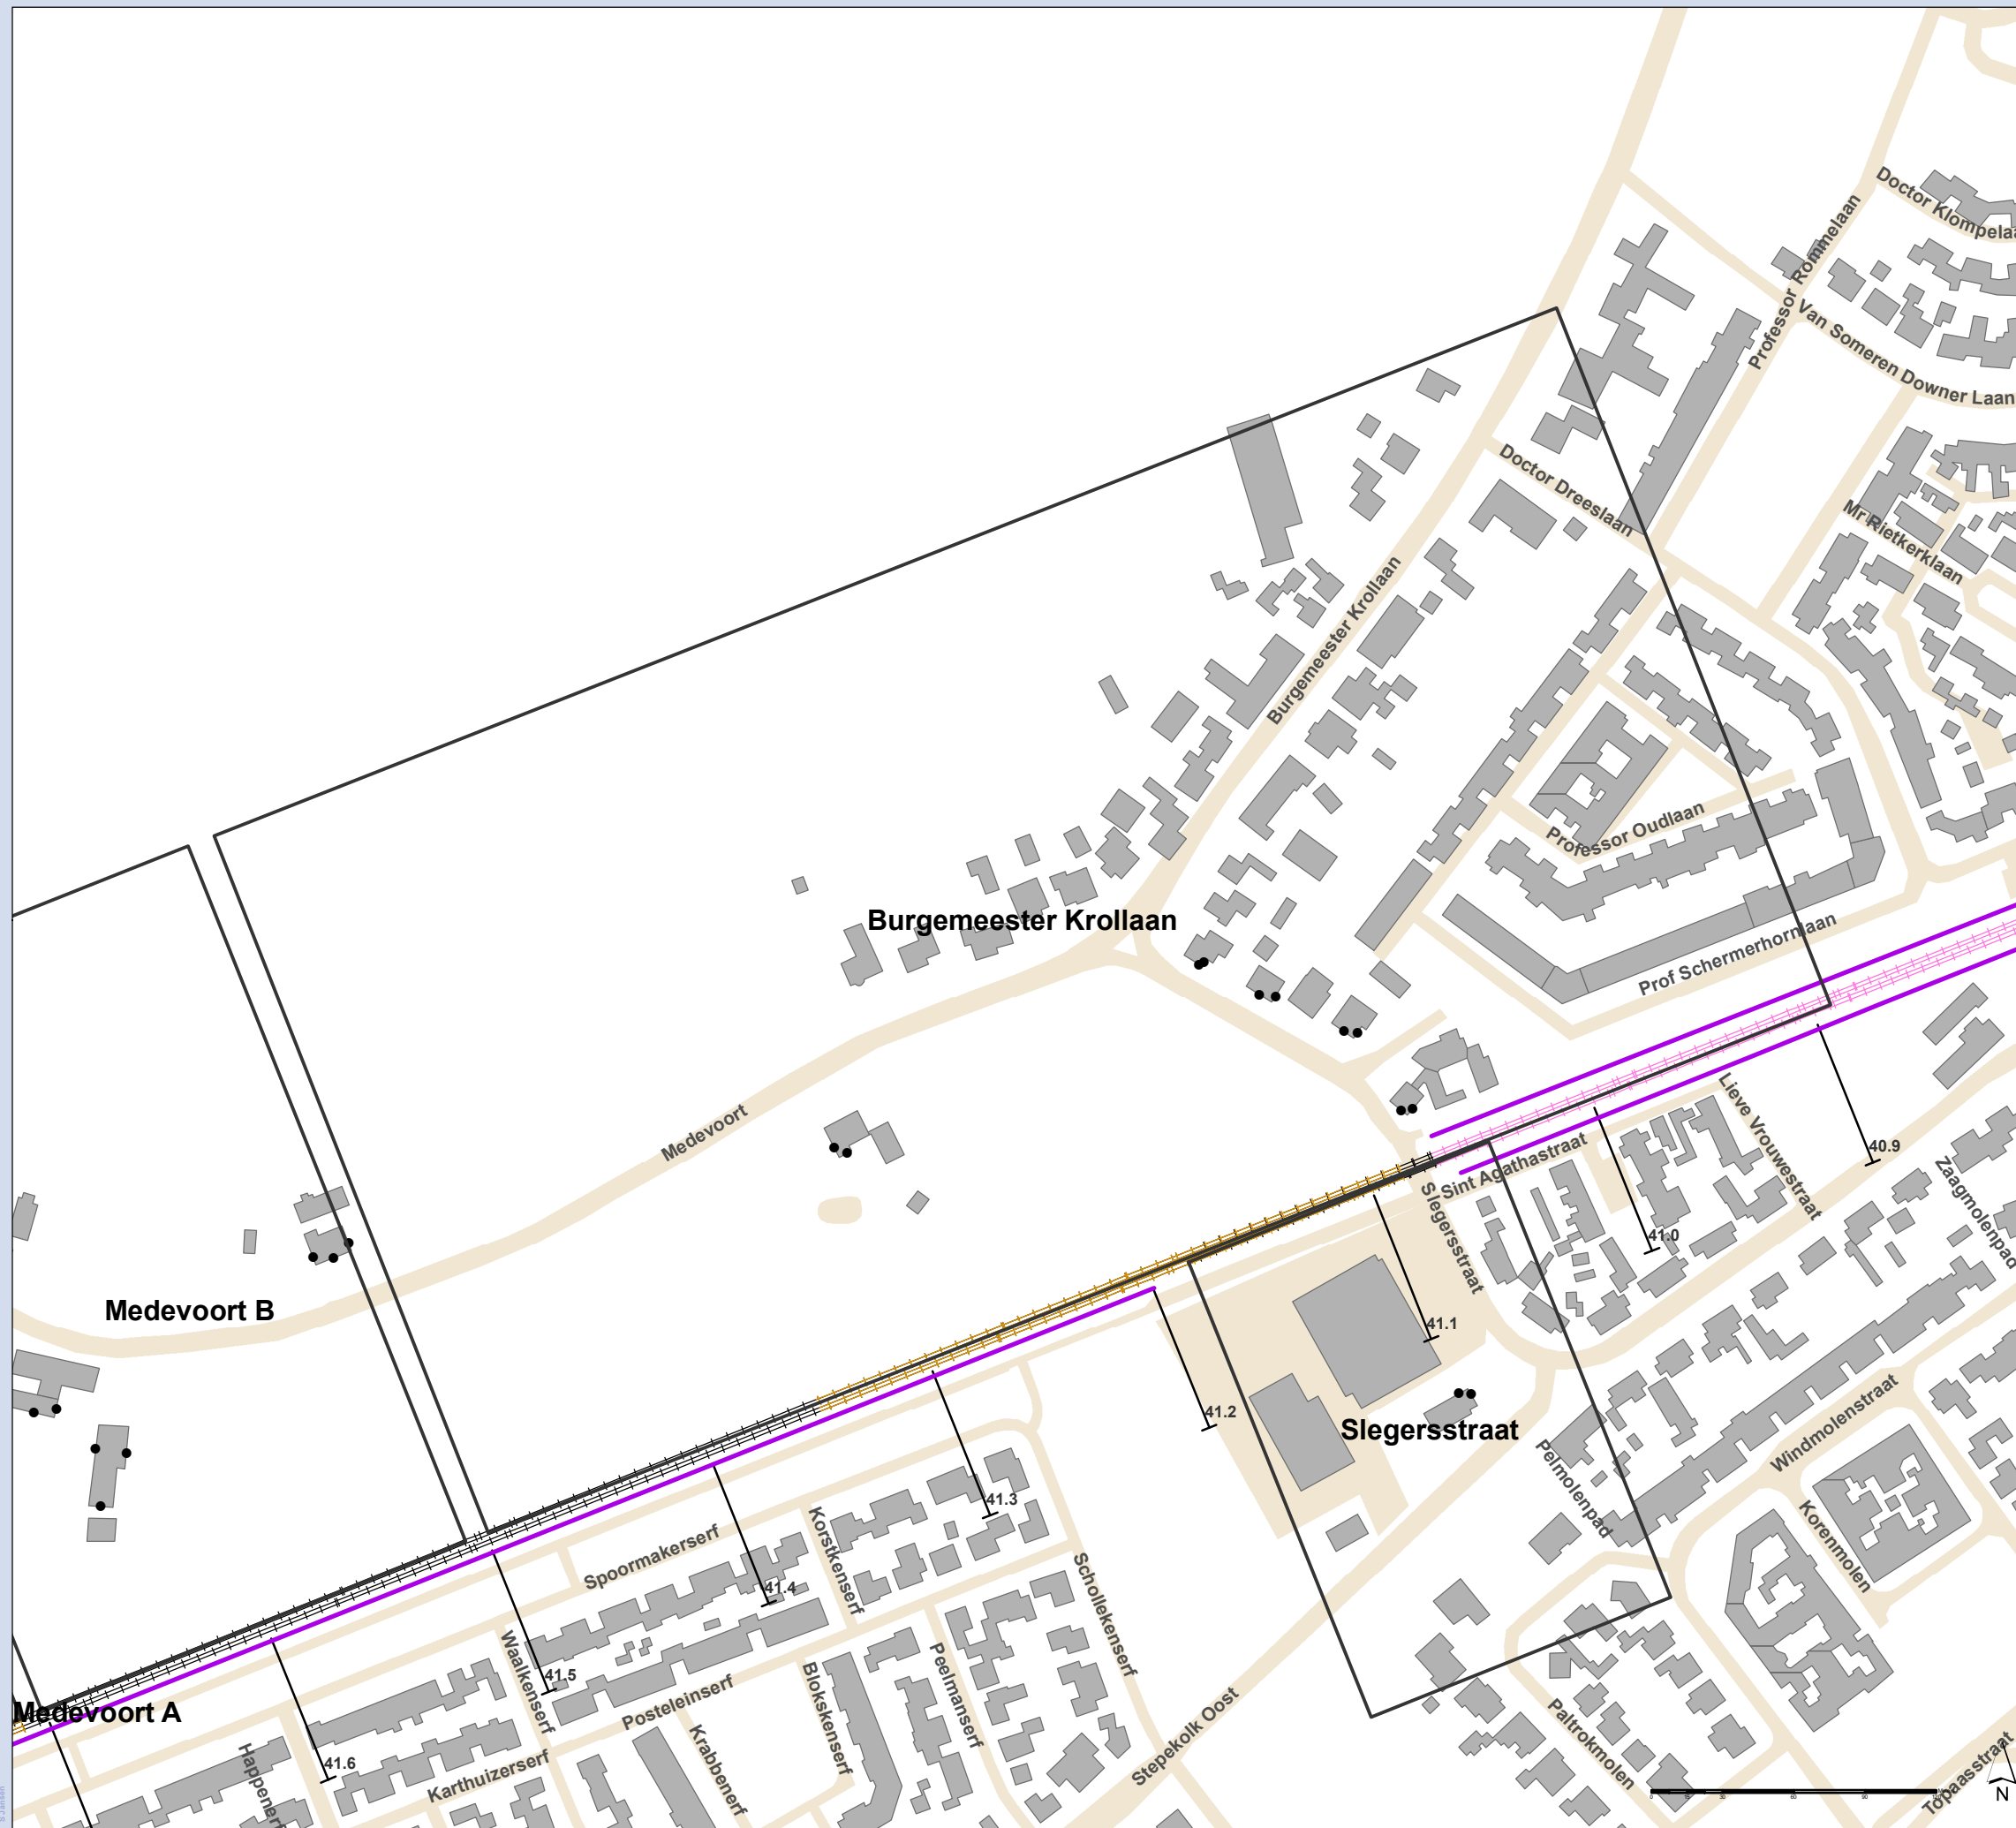 Doctor Klompelaa
Professor Rommelaan
Van Someren Downer Laan
Doctor Dreeslaan
Mr Rietkerklaan
Burgemeester Krollaan
Professor Oudlaan
Burgemeester Krollaan
Prof Schermerhornlaan
Medevoort
Lieve Vrouwestraat
Sint Agathastraat
40.9
Zaagmolenpad
Slegersstraat
41.0
Medevoort B
41.1
41.2
Slegersstraat
Windmolenstraat
Pelmolenpad
41.3
Korenmolen
Spoormakerserf
Korstkenserf
41.4
Schollekenserf
Waalkenserf
41.5
Peelmanserf
Blokskenserf
Posteleinserf
Medevoort A
Stepekolk Oost
Paltrokmolen
Krabbenerf
Karthuizerserf
41.6
Happenerf
Topaasstraat
N